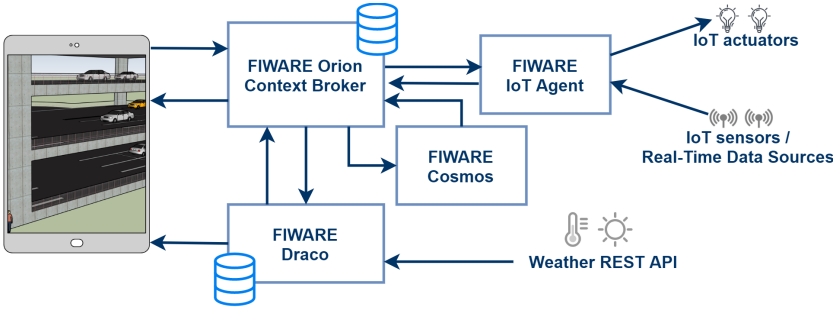 FIWARE Orion
Context Broker
FIWARE
IoT Agent
IoT actuators
IoT sensors /
Real-Time Data Sources
FIWARE
Cosmos
FIWARE
Draco
Weather REST API